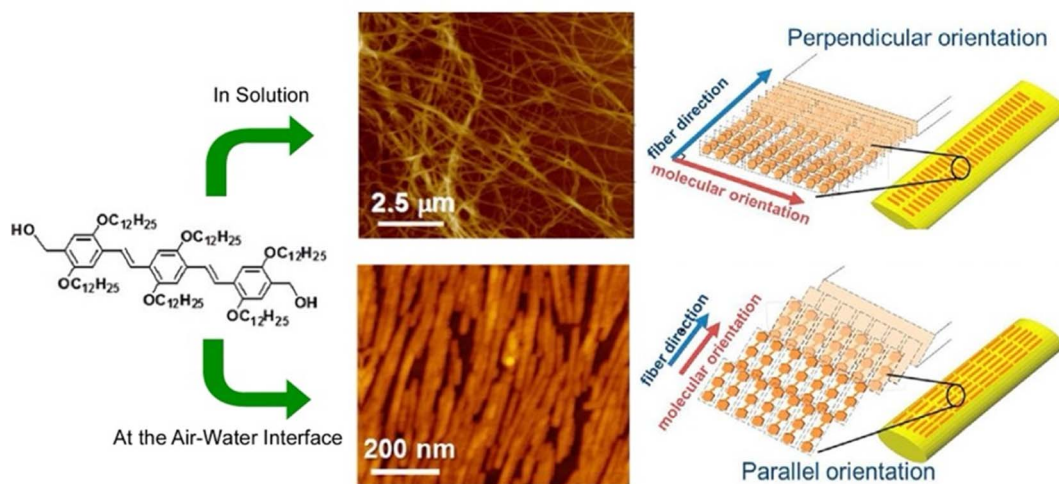 In Solution
HO
OC₁₂H₂₅
OC₁₂H₂₅
OC₁₂H₂₅
OC₁₂H₂₅
OC₁₂H₂₅
OH
OC₁₂H₂₅
At the Air-Water Interface
2.5 μm
200 nm
Perpendicular orientation
fiber direction
molecular orientation
fiber direction
molecular orientation
Parallel orientation